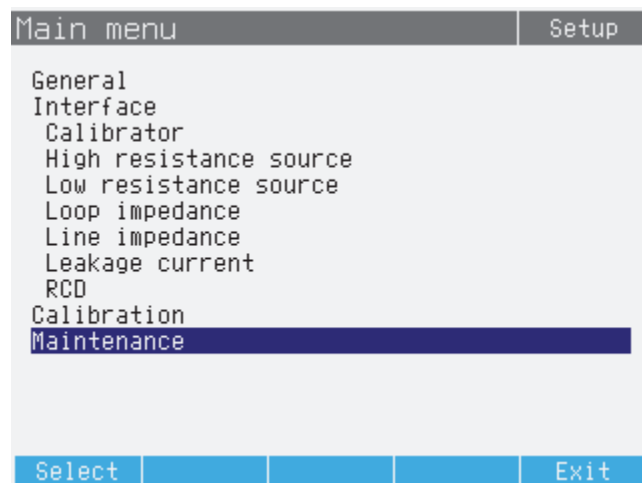 Main menu Setup
General
Interface
Calibrator
High resistance source
Low resistance source
Loop impedance
Line impedance
Leakage current
RCD
Calibration
Maintenance
Select Exit